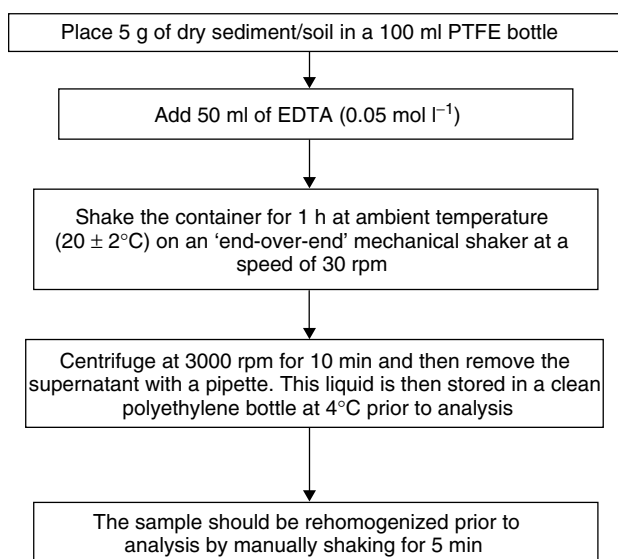 Place 5 g of dry sediment/soil in a 100 ml PTFE bottle
Add 50 ml of EDTA (0.05 mol l⁻¹)
Shake the container for 1 h at ambient temperature
(20 ± 2°C) on an ‘end-over-end’ mechanical shaker at a
speed of 30 rpm
Centrifuge at 3000 rpm for 10 min and then remove the
supernatant with a pipette. This liquid is then stored in a clean
polyethylene bottle at 4°C prior to analysis
The sample should be rehomogenized prior to
analysis by manually shaking for 5 min